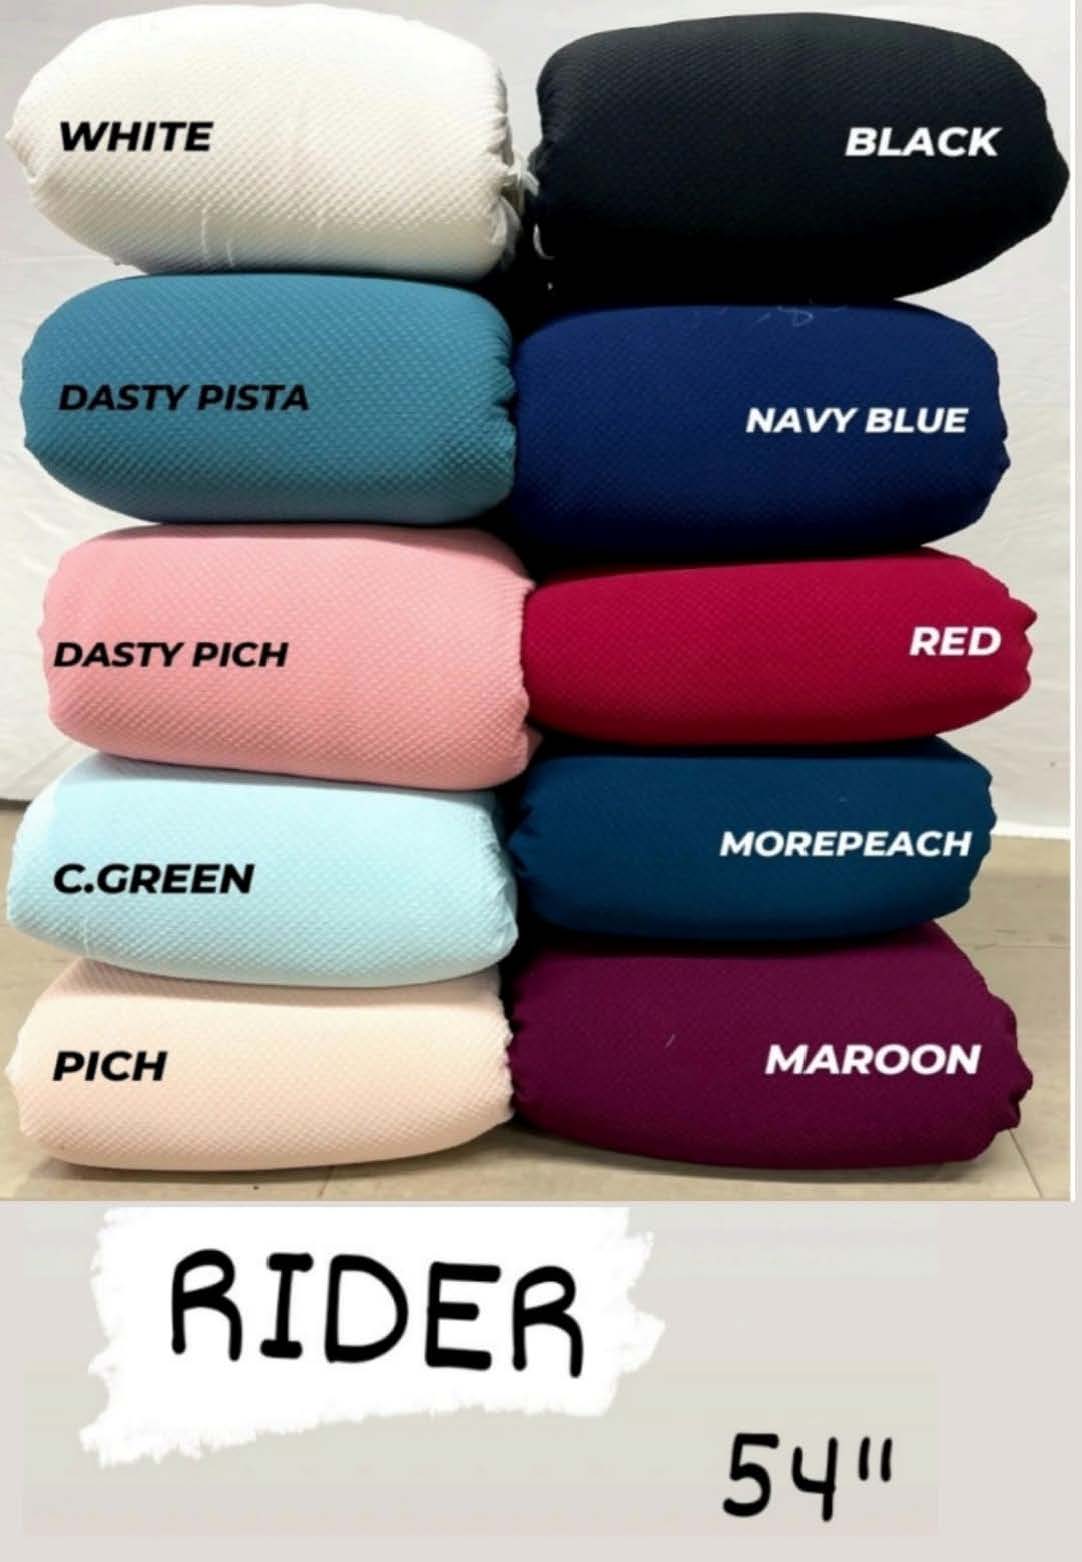 WHITE
BLACK
DASTY PISTA
NAVY BLUE
DASTY PICH
RED
C.GREEN
MOREPEACH
PICH
MAROON
RIDER
54"